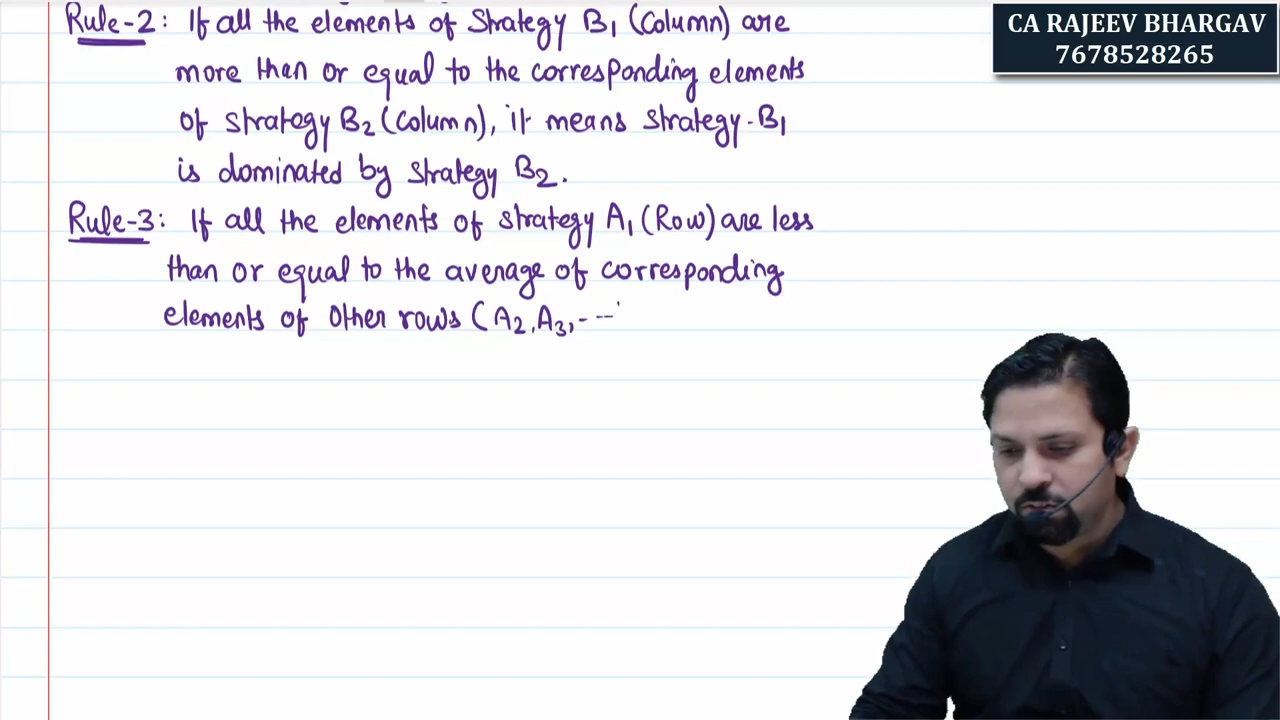 Rule-2: If all the elements of Strategy B1 (Column) are
more than or equal to the corresponding elements
of strategy B2 (Column), it means strategy-B1
is dominated by strategy B2.
Rule-3: If all the elements of strategy A1 (Row) are less
than or equal to the average of corresponding
elements of other rows (A2, A3, ---
CA RAJEEV BHARGAV
7678528265